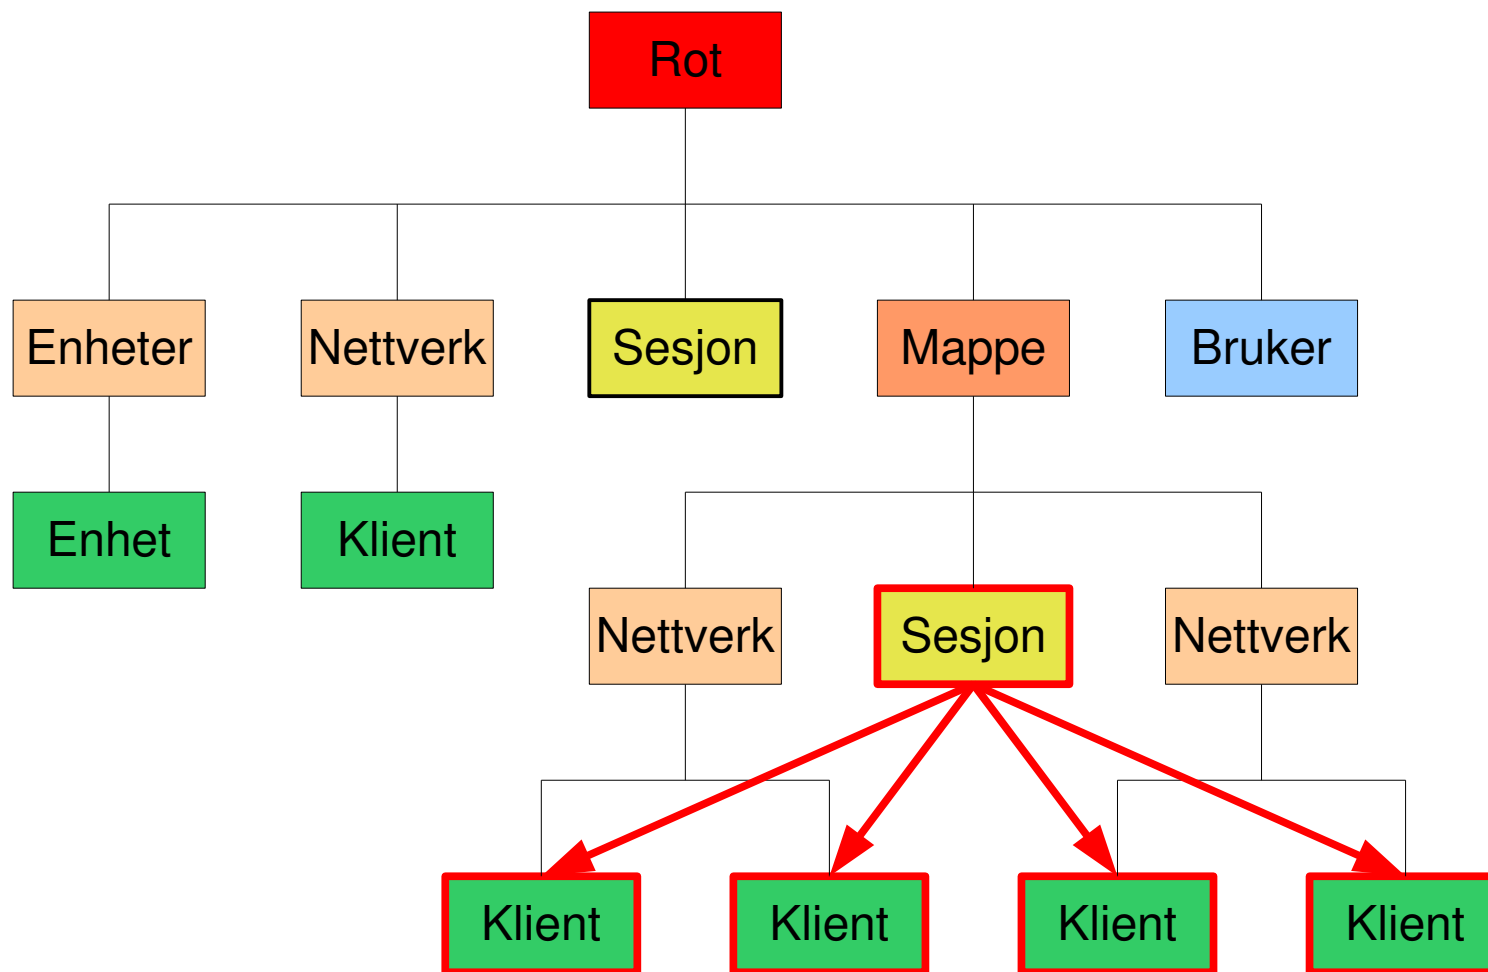 Rot
Enheter
Nettverk
Sesjon
Mappe
Bruker
Enhet
Klient
Nettverk
Sesjon
Nettverk
Klient
Klient
Klient
Klient